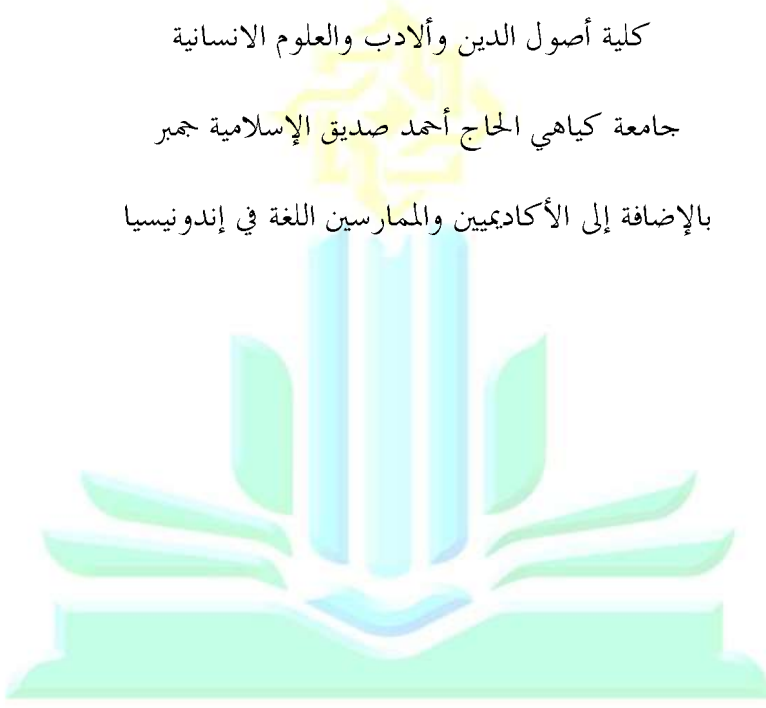 كلية أصول الدين وألادب والعلوم الانسانية
جامعة كياهي الحاج أحمد صديق الإسلامية جمبر
بالإضافة إلى الأكاديميين والممارسين اللغة في إندونيسيا